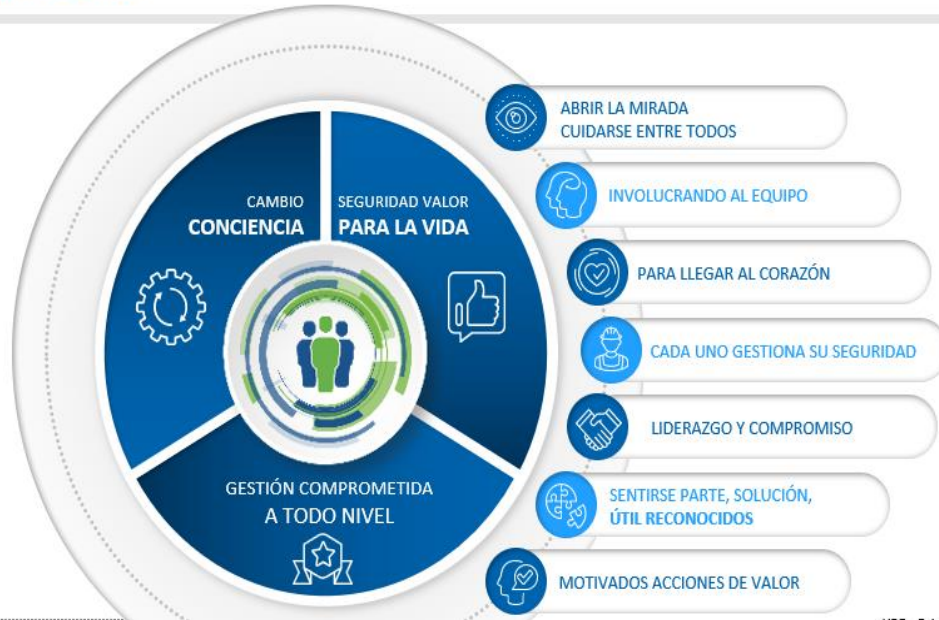 CAMBIO
CONCIENCIA
SEGURIDAD VALOR
PARA LA VIDA
GESTIÓN COMPROMETIDA
A TODO NIVEL
ABRIR LA MIRADA
CUIDARSE ENTRE TODOS
INVOLUCRANDO AL EQUIPO
PARA LLEGAR AL CORAZÓN
CADA UNO GESTIONA SU SEGURIDAD
LIDERAZGO Y COMPROMISO
SENTIRSE PARTE, SOLUCIÓN,
ÚTIL RECONOCIDOS
MOTIVADOS ACCIONES DE VALOR